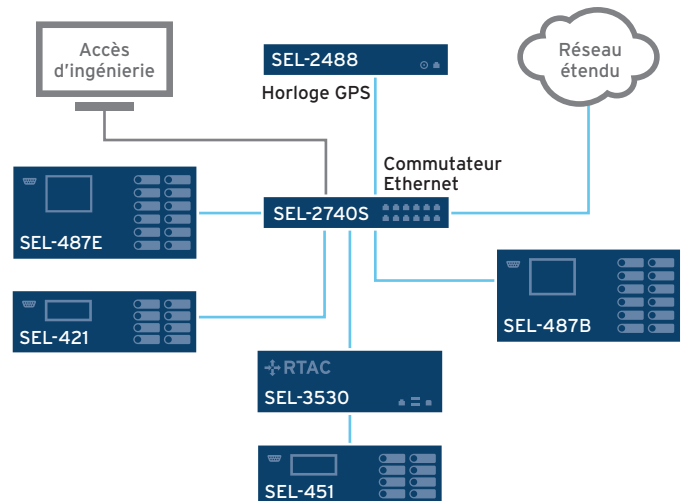 Accès
d'ingénierie
SEL-2488
Horloge GPS
Réseau
étendu
Commutateur
Ethernet
SEL-2740S
SEL-487E
SEL-421
SEL-487B
RTAC
SEL-3530
SEL-451